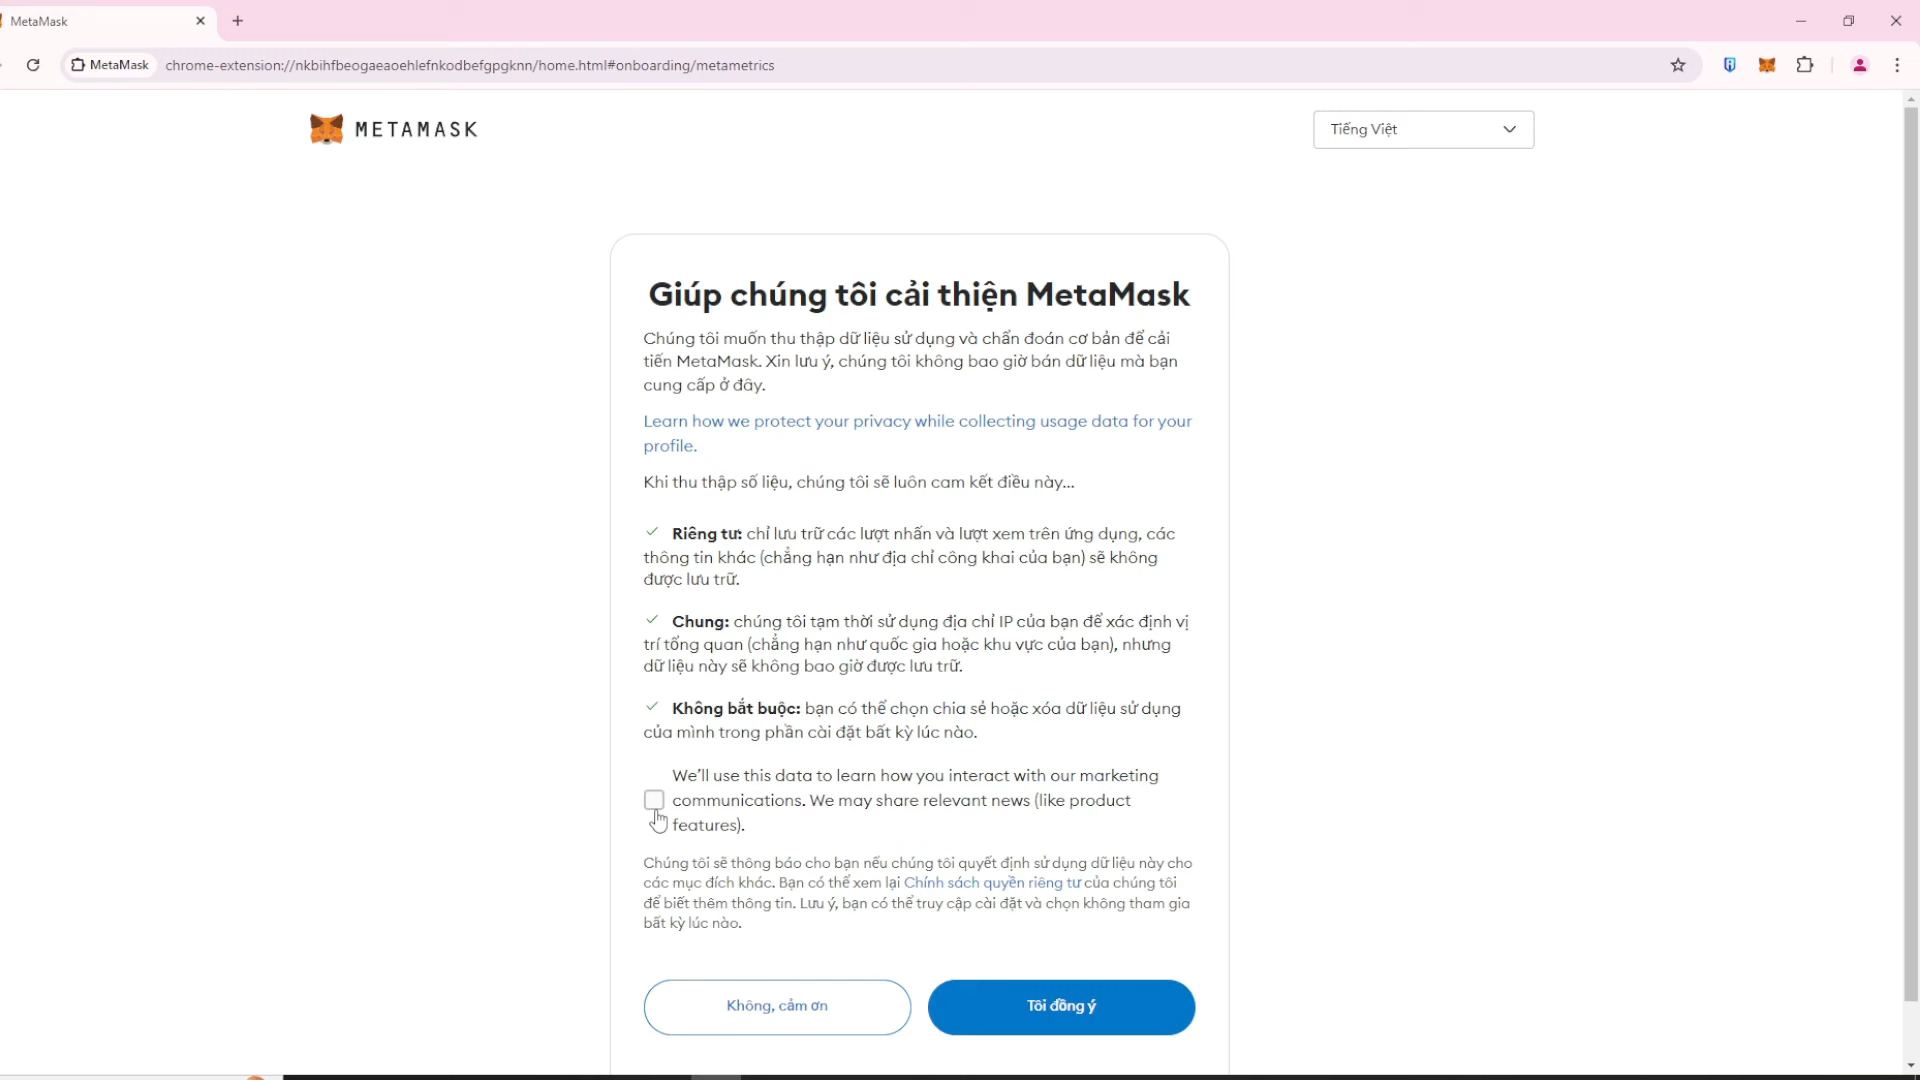 MetaMask
MetaMask
chrome-extension://nkbihfbeogaeaoehlefnkodbefgpgknn/home.html#onboarding/metametrics
METAMASK
Tiếng Việt
Giúp chúng tôi cải thiện MetaMask
Chúng tôi muốn thu thập dữ liệu sử dụng và chẩn đoán cơ bản để cải
tiến MetaMask. Xin lưu ý, chúng tôi không bao giờ bán dữ liệu mà bạn
cung cấp ở đây.
Learn how we protect your privacy while collecting usage data for your
profile.
Khi thu thập số liệu, chúng tôi sẽ luôn cam kết điều này...
Riêng tư: chỉ lưu trữ các lượt nhấn và lượt xem trên ứng dụng, các
thông tin khác (chẳng hạn như địa chỉ công khai của bạn) sẽ không
được lưu trữ.
Chung: chúng tôi tạm thời sử dụng địa chỉ IP của bạn để xác định vị
trí tổng quan (chẳng hạn như quốc gia hoặc khu vực của bạn), nhưng
dữ liệu này sẽ không bao giờ được lưu trữ.
Không bắt buộc: bạn có thể chọn chia sẻ hoặc xóa dữ liệu sử dụng
của mình trong phần cài đặt bất kỳ lúc nào.
We'll use this data to learn how you interact with our marketing
communications. We may share relevant news (like product
features).
Chúng tôi sẽ thông báo cho bạn nếu chúng tôi quyết định sử dụng dữ liệu này cho
các mục đích khác. Bạn có thể xem lại Chính sách quyền riêng tư của chúng tôi
để biết thêm thông tin. Lưu ý, bạn có thể truy cập cài đặt và chọn không tham gia
bất kỳ lúc nào.
Không, cảm ơn
Tôi đồng ý